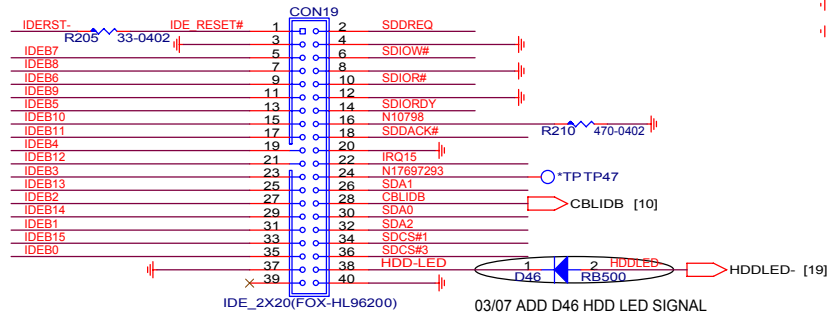 CON19
IDERST- IDE_RESET# 1 2 SDDREQ
R205 33-0402 3 4
IDEB7 5 6 SDIOW#
IDEB8 7 8
IDEB6 9 10 SDIOR#
IDEB9 11 12
IDEB5 13 14 SDIORDY
IDEB10 15 16 N10798
IDEB11 17 18 SDDACK# R210 470-0402
IDEB4 19 20
IDEB12 21 22 IRQ15
IDEB3 23 24 N17697293 *TP TP47
IDEB13 25 26 SDA1
IDEB2 27 28 CBLIDB CBLIDB [10]
IDEB14 29 30 SDA0
IDEB1 31 32 SDA2
IDEB15 33 34 SDCS#1
IDEB0 35 36 SDCS#3
37 38 HDD-LED 1 2 HDDLED HDDLED- [19]
39 40 D46 RB500
IDE_2X20(FOX-HL96200)
03/07 ADD D46 HDD LED SIGNAL